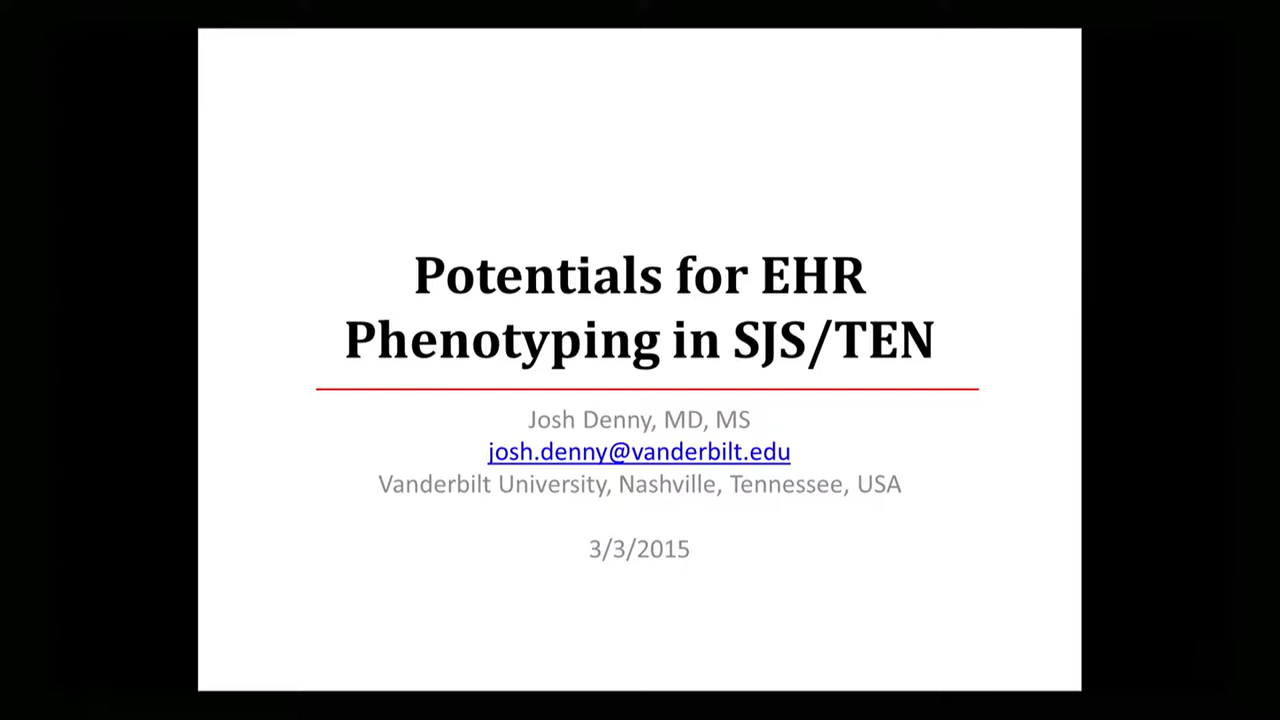 Potentials for EHR
Phenotyping in SJS/TEN
Josh Denny, MD, MS
josh.denny@vanderbilt.edu
Vanderbilt University, Nashville, Tennessee, USA
3/3/2015